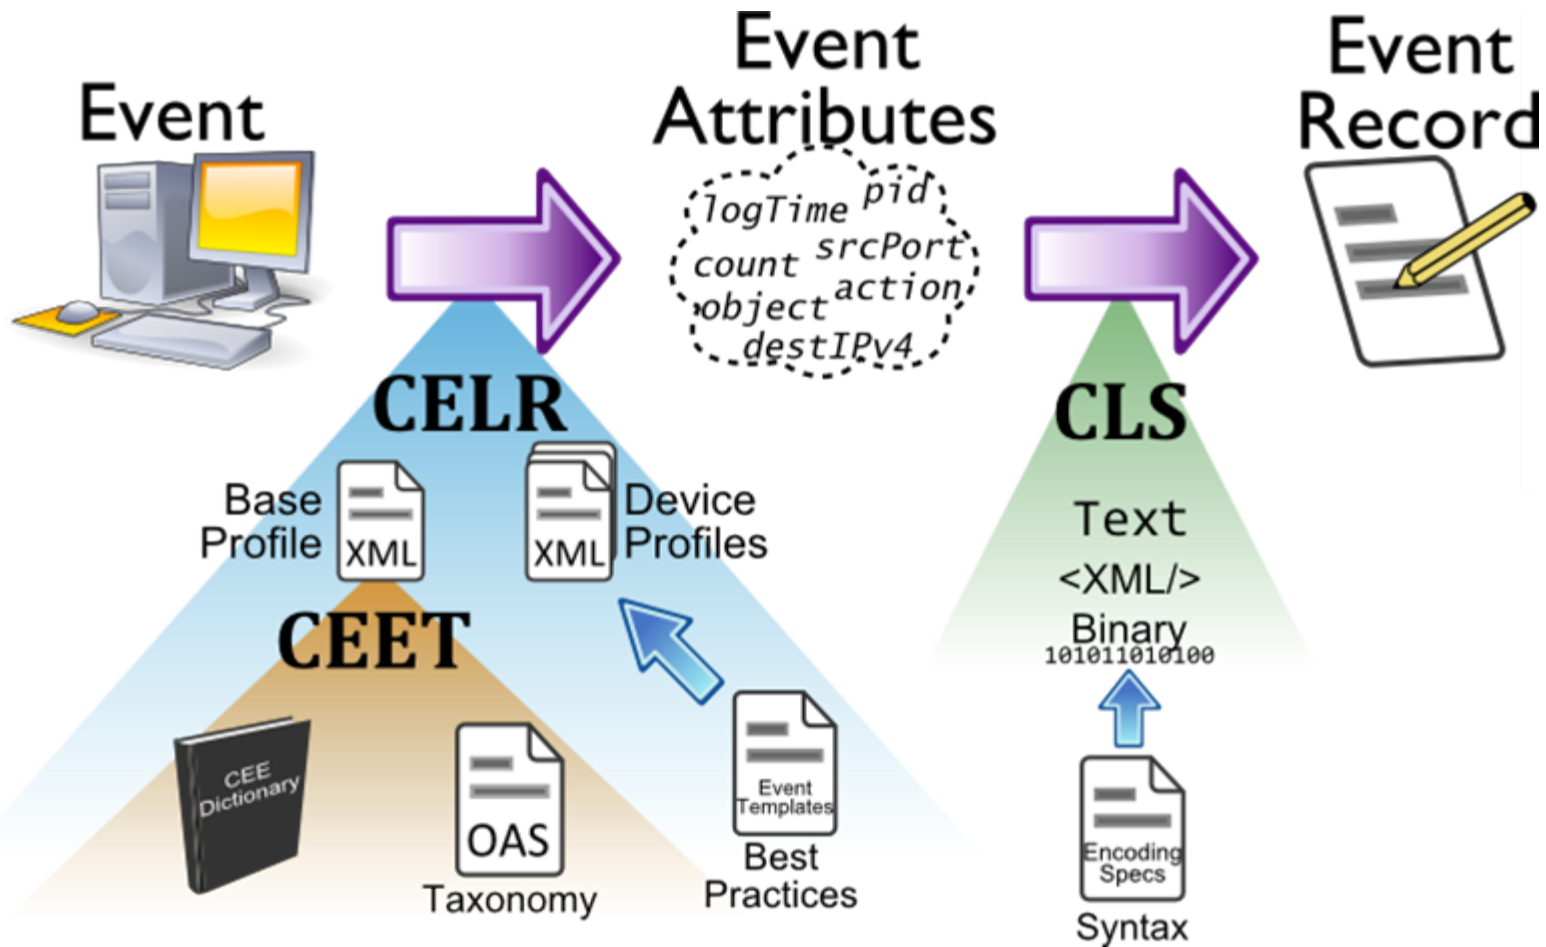 Event
Event
Attributes
Event
Record
logTime
pid
count
srcPort
object
action
destIPv4
CELR
Base
Profile
XML
XML
Device
Profiles
CEET
CEE
Dictionary
OAS
Taxonomy
Event
Templates
Best
Practices
CLS
Text
<XML/>
Binary
101011010100
Encoding
Specs
Syntax